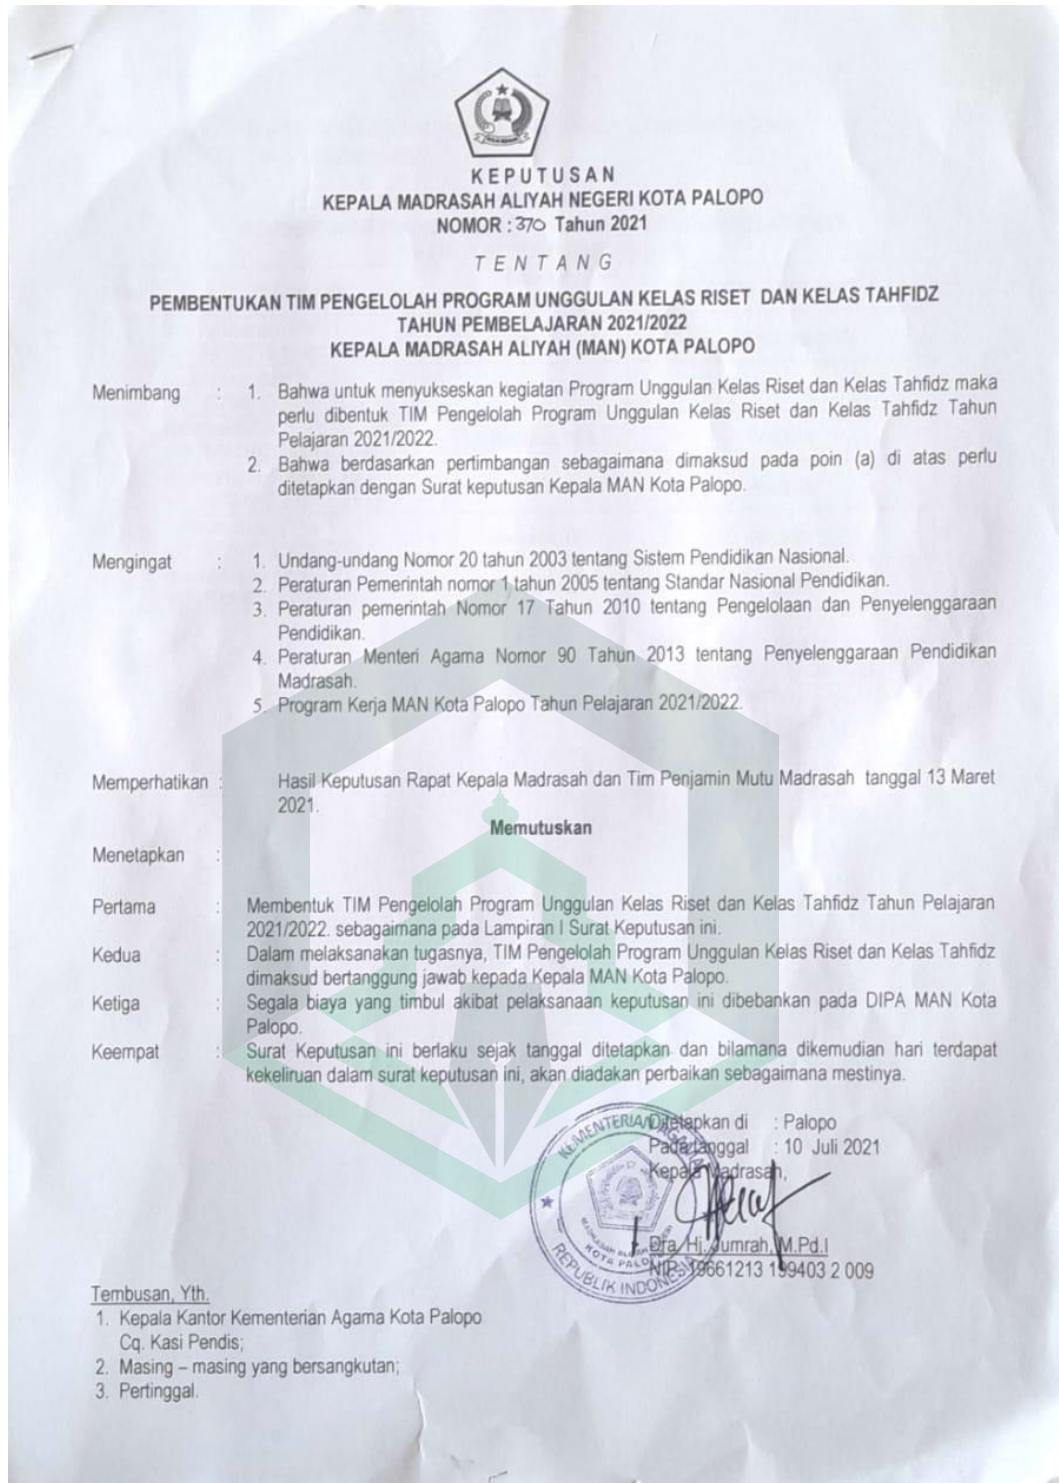 KEPUTUSAN
KEPALA MADRASAH ALIYAH NEGERI KOTA PALOPO
NOMOR : 370 Tahun 2021
TENTANG
PEMBENTUKAN TIM PENGELOLAH PROGRAM UNGGULAN KELAS RISET DAN KELAS TAHFIDZ
TAHUN PEMBELAJARAN 2021/2022
KEPALA MADRASAH ALIYAH (MAN) KOTA PALOPO
Menimbang : 1. Bahwa untuk menyukseskan kegiatan Program Unggulan Kelas Riset dan Kelas Tahfidz maka
perlu dibentuk TIM Pengelolah Program Unggulan Kelas Riset dan Kelas Tahfidz Tahun
Pelajaran 2021/2022.
2. Bahwa berdasarkan pertimbangan sebagaimana dimaksud pada poin (a) di atas perlu
ditetapkan dengan Surat keputusan Kepala MAN Kota Palopo.
Mengingat : 1. Undang-undang Nomor 20 tahun 2003 tentang Sistem Pendidikan Nasional.
2. Peraturan Pemerintah nomor 1 tahun 2005 tentang Standar Nasional Pendidikan.
3. Peraturan pemerintah Nomor 17 Tahun 2010 tentang Pengelolaan dan Penyelenggaraan
Pendidikan.
4. Peraturan Menteri Agama Nomor 90 Tahun 2013 tentang Penyelenggaraan Pendidikan
Madrasah.
5. Program Kerja MAN Kota Palopo Tahun Pelajaran 2021/2022.
Memperhatikan : Hasil Keputusan Rapat Kepala Madrasah dan Tim Penjamin Mutu Madrasah tanggal 13 Maret
2021.
Memutuskan
Menetapkan :
Pertama : Membentuk TIM Pengelolah Program Unggulan Kelas Riset dan Kelas Tahfidz Tahun Pelajaran
2021/2022. sebagaimana pada Lampiran I Surat Keputusan ini.
Kedua : Dalam melaksanakan tugasnya, TIM Pengelolah Program Unggulan Kelas Riset dan Kelas Tahfidz
dimaksud bertanggung jawab kepada Kepala MAN Kota Palopo.
Ketiga : Segala biaya yang timbul akibat pelaksanaan keputusan ini dibebankan pada DIPA MAN Kota
Palopo.
Keempat : Surat Keputusan ini berlaku sejak tanggal ditetapkan dan bilamana dikemudian hari terdapat
kekeliruan dalam surat keputusan ini, akan diadakan perbaikan sebagaimana mestinya.
Ditetapkan di : Palopo
Pada tanggal : 10 Juli 2021
Kepala Madrasah,
KEMENTERIAN AGAMA
KOTA PALOPO
REPUBLIK INDONESIA
Dra. Hj. Jumrah, M.Pd.I
NIP. 19661213 199403 2 009
Tembusan, Yth.
1. Kepala Kantor Kementerian Agama Kota Palopo
Cq. Kasi Pendis;
2. Masing – masing yang bersangkutan;
3. Pertinggal.